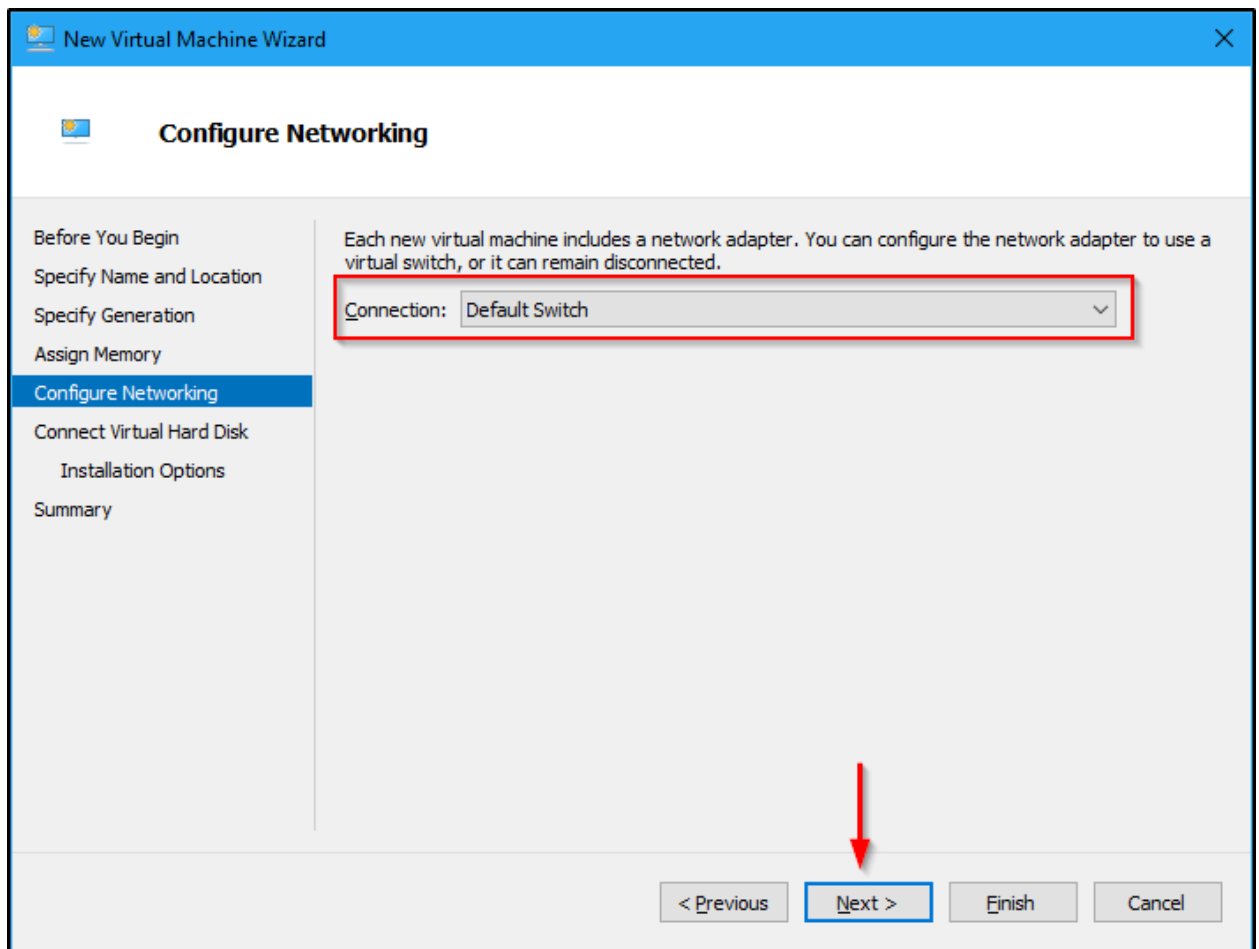 New Virtual Machine Wizard
Configure Networking
Before You Begin
Specify Name and Location
Specify Generation
Assign Memory
Configure Networking
Connect Virtual Hard Disk
Installation Options
Summary
Each new virtual machine includes a network adapter. You can configure the network adapter to use a
virtual switch, or it can remain disconnected.
Connection: Default Switch
< Previous Next > Finish Cancel